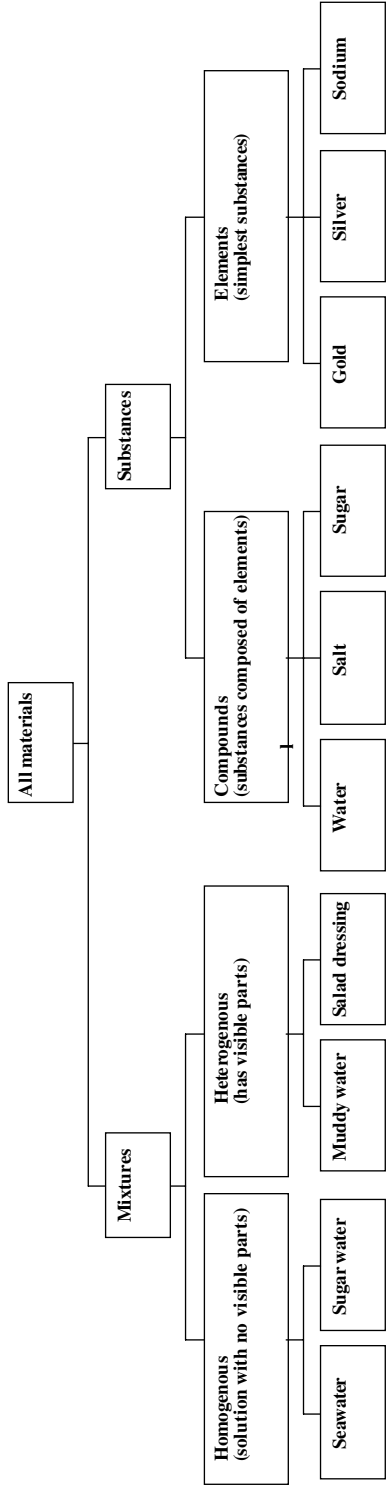 All materials
Mixtures
Substances
Homogenous
(solution with no visible parts)
Heterogenous
(has visible parts)
Compounds
(substances composed of elements)
Elements
(simplest substances)
Seawater
Sugar water
Muddy water
Salad dressing
Water
Salt
Sugar
Gold
Silver
Sodium